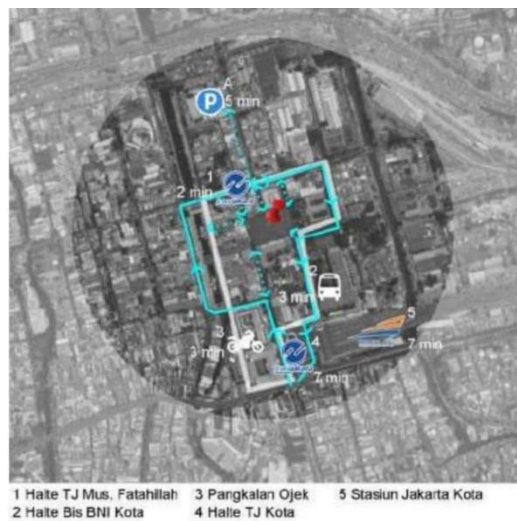 A
P
5 min
1
2 min
2
3 min
3
3 min
4
7 min
5
7 min
1 Halte TJ Mus. Fatahillah
3 Pangkalan Ojek
5 Stasiun Jakarta Kota
2 Halte Bis BNI Kota
4 Halte TJ Kota